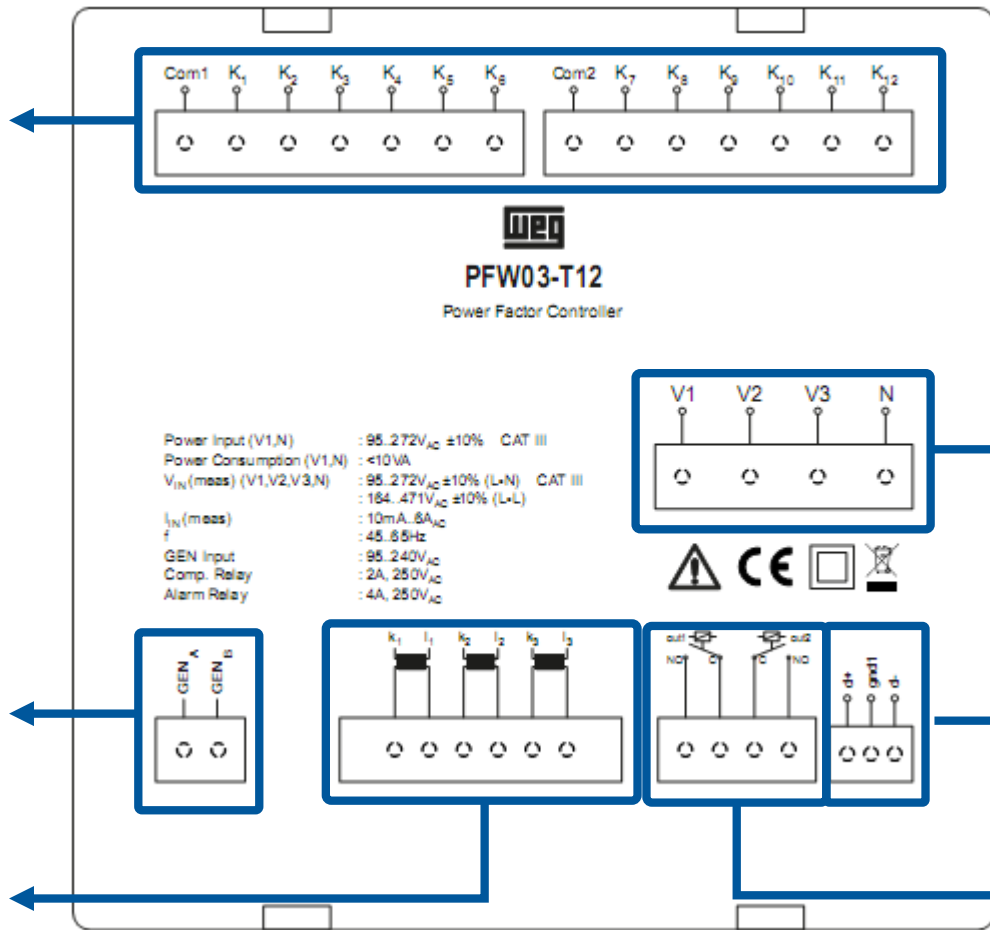 Com1 K1 K2 K3 K4 K5 K6 Com2 K7 K8 K9 K10 K11 K12
weg
PFW03-T12
Power Factor Controller
V1 V2 V3 N
Power Input (V1,N) : 95..272VAC ±10% CAT III
Power Consumption (V1,N) : <10VA
VIN (meas) (V1,V2,V3,N) : 95..272VAC ±10% (L-N) CAT III
: 164..471VAC ±10% (L-L)
IIN (meas) : 10mA..6AAC
f : 45..65Hz
GEN Input : 95..240VAC
Comp. Relay : 2A, 250VAC
Alarm Relay : 4A, 250VAC
CE
GEN A
GEN B
k1 l1 k2 l2 k3 l3
out1 out2
NO C C NO
d+ gnd1 d-